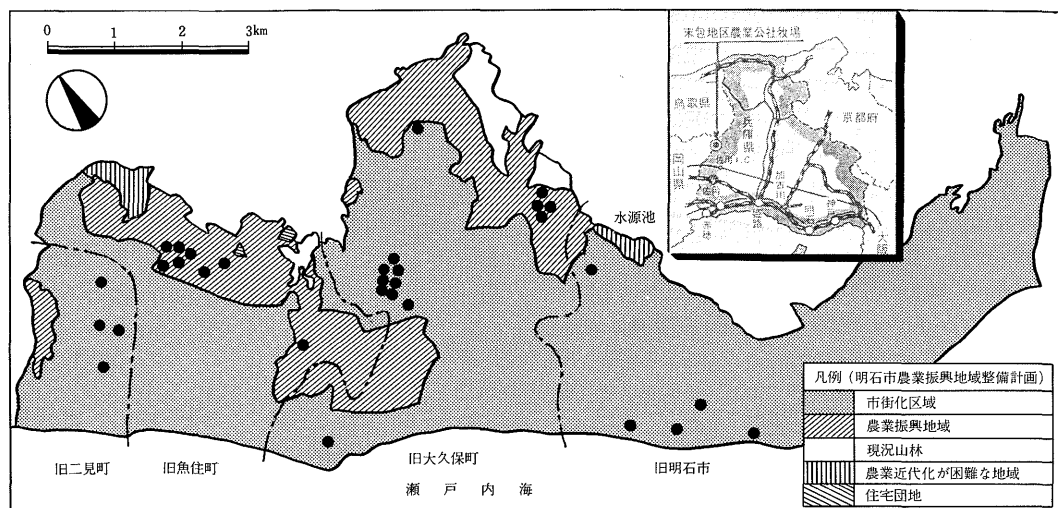 0 1 2 3km
末包地区農業公社牧場
鳥取県
京都府
兵庫県
岡山県
加古川
大阪
水源池
凡例(明石市農業振興地域整備計画)
市街化区域
農業振興地域
現況山林
農業近代化が困難な地域
住宅団地
旧二見町
旧魚住町
旧大久保町
旧明石市
瀬戸内海